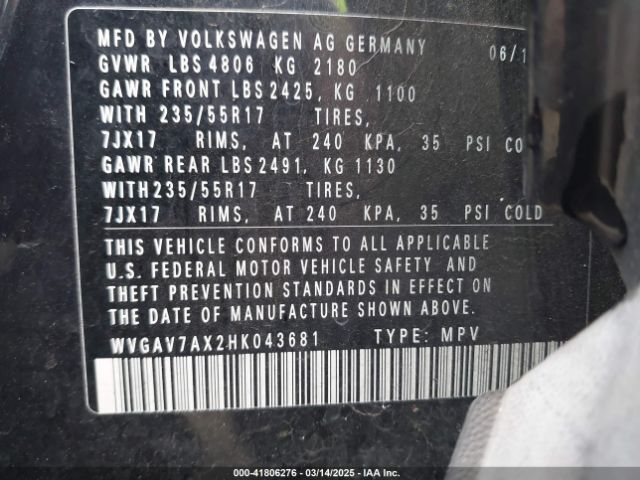 MFD BY VOLKSWAGEN AG GERMANY 06/1
GVWR LBS 4806 KG 2180
GAWR FRONT LBS 2425, KG 1100
WITH 235/55R17 TIRES,
7JX17 RIMS, AT 240 KPA, 35 PSI CO
GAWR REAR LBS 2491, KG 1130
WITH 235/55R17 TIRES,
7JX17 RIMS, AT 240 KPA, 35 PSI COLD
THIS VEHICLE CONFORMS TO ALL APPLICABLE
U.S. FEDERAL MOTOR VEHICLE SAFETY AND
THEFT PREVENTION STANDARDS IN EFFECT ON
THE DATE OF MANUFACTURE SHOWN ABOVE.
WVGAV7AX2HK043681 TYPE: MPV
000-41806276 - 03/14/2025 - IAA Inc.